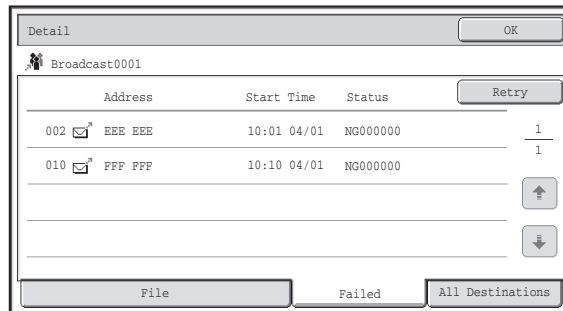 Detail OK
Broadcast0001
Address Start Time Status Retry
002 EEE EEE 10:01 04/01 NG000000
1
1
010 FFF FFF 10:10 04/01 NG000000
File Failed All Destinations